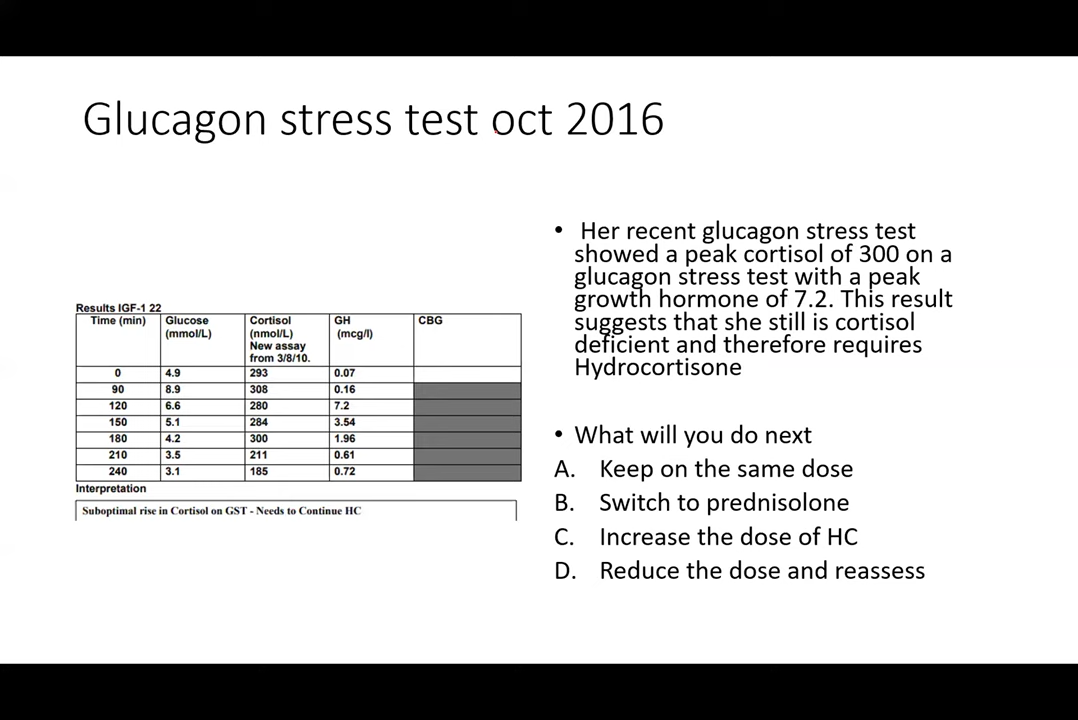 Glucagon stress test oct 2016
Results IGF-1 22
Time (min) Glucose (mmol/L) Cortisol (nmol/L) New assay from 3/8/10. GH (mcg/l) CBG
0 4.9 293 0.07
90 8.9 308 0.16
120 6.6 280 7.2
150 5.1 284 3.54
180 4.2 300 1.96
210 3.5 211 0.61
240 3.1 185 0.72
Interpretation
Suboptimal rise in Cortisol on GST - Needs to Continue HC
• Her recent glucagon stress test
showed a peak cortisol of 300 on a
glucagon stress test with a peak
growth hormone of 7.2. This result
suggests that she still is cortisol
deficient and therefore requires
Hydrocortisone
• What will you do next
A. Keep on the same dose
B. Switch to prednisolone
C. Increase the dose of HC
D. Reduce the dose and reassess